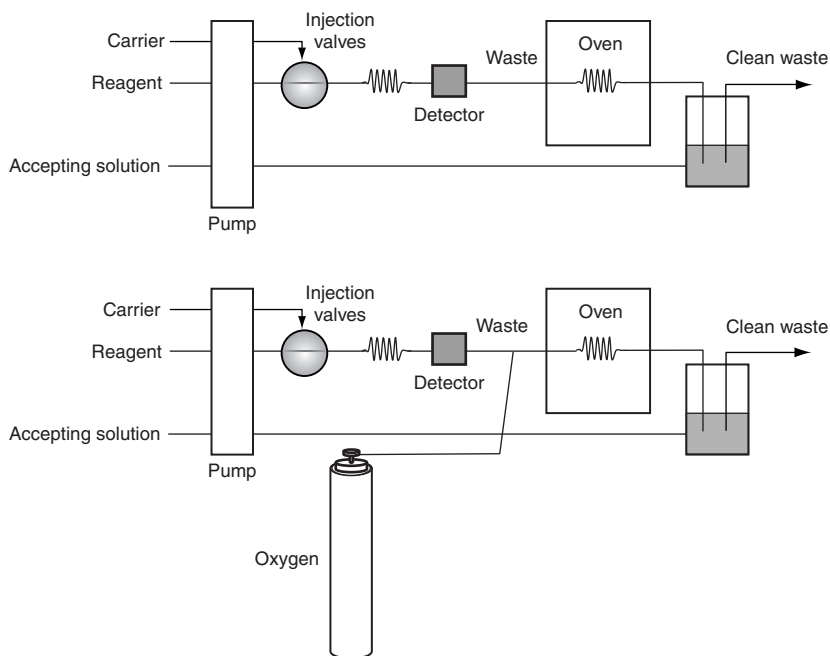 Injection
valves
Carrier
Oven
Waste
Clean waste
Reagent
Detector
Accepting solution
Pump
Injection
valves
Carrier
Oven
Waste
Clean waste
Reagent
Detector
Accepting solution
Pump
Oxygen